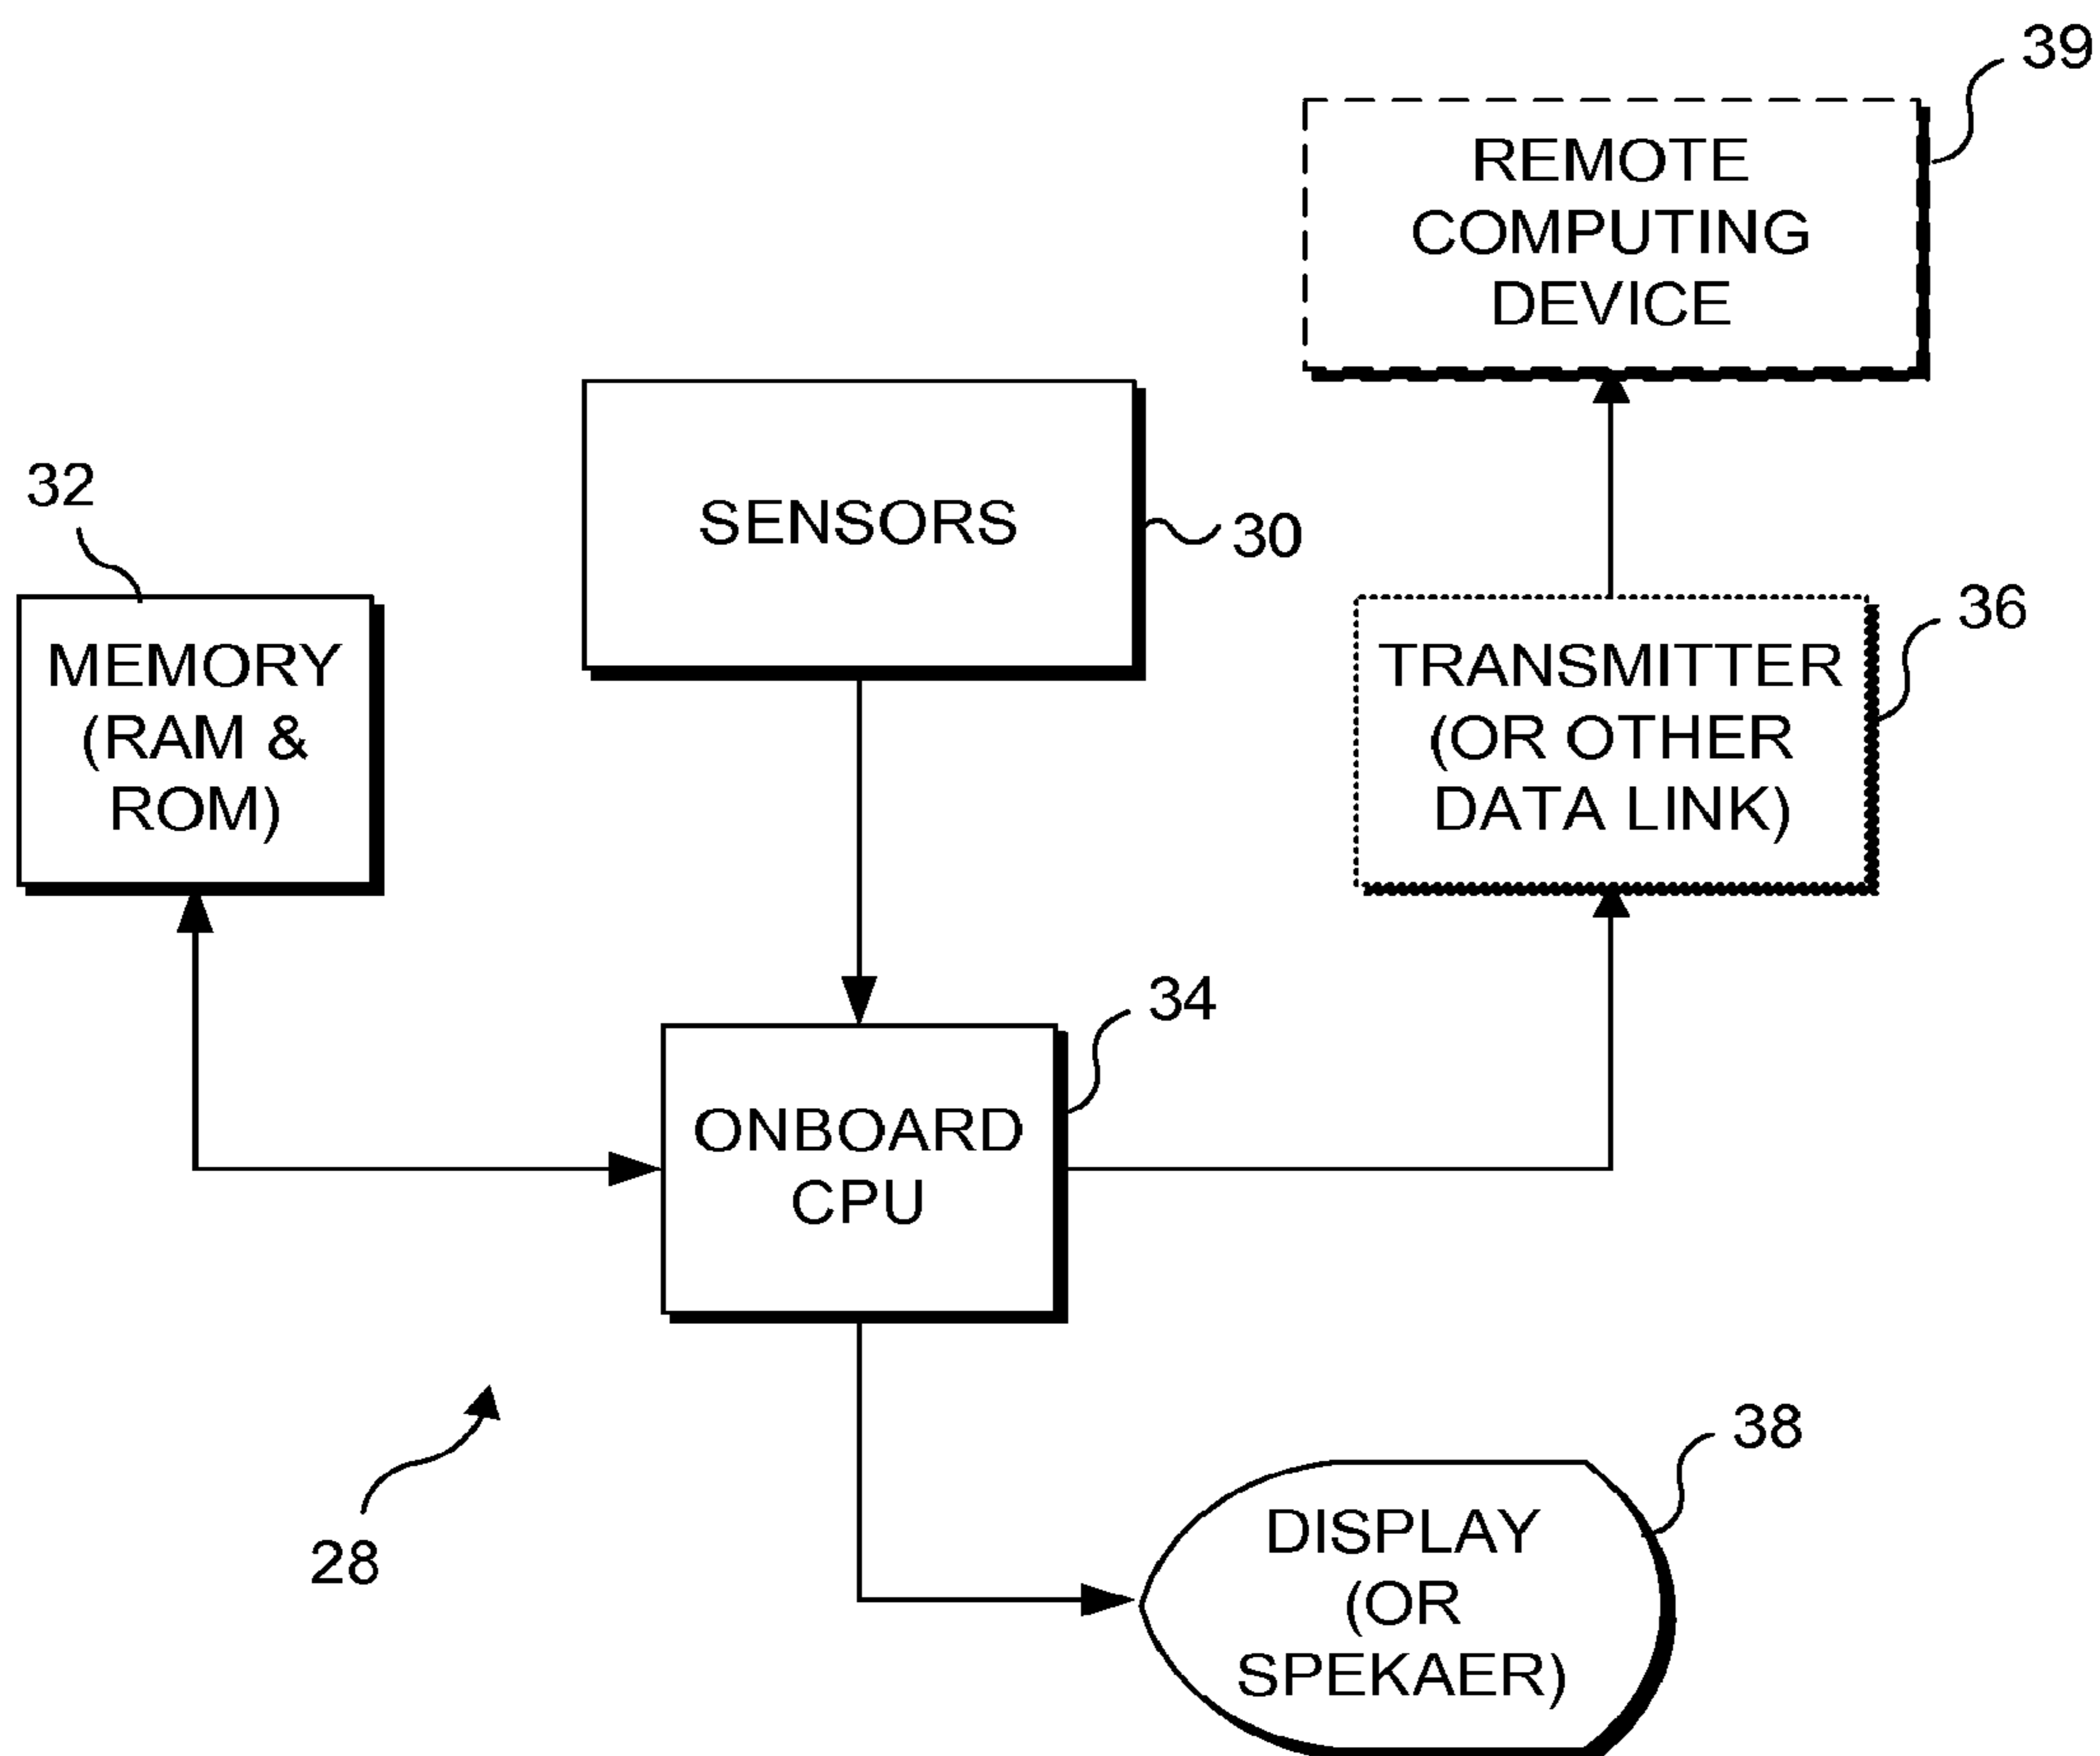 39
REMOTE
COMPUTING
DEVICE
SENSORS
30
32
MEMORY
(RAM &
ROM)
36
TRANSMITTER
(OR OTHER
DATA LINK)
34
ONBOARD
CPU
28
38
DISPLAY
(OR
SPEKAER)